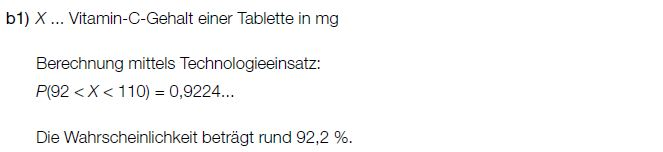 b1) X ... Vitamin-C-Gehalt einer Tablette in mg
Berechnung mittels Technologieeinsatz:
P(92 < X < 110) = 0,9224...
Die Wahrscheinlichkeit beträgt rund 92,2 %.